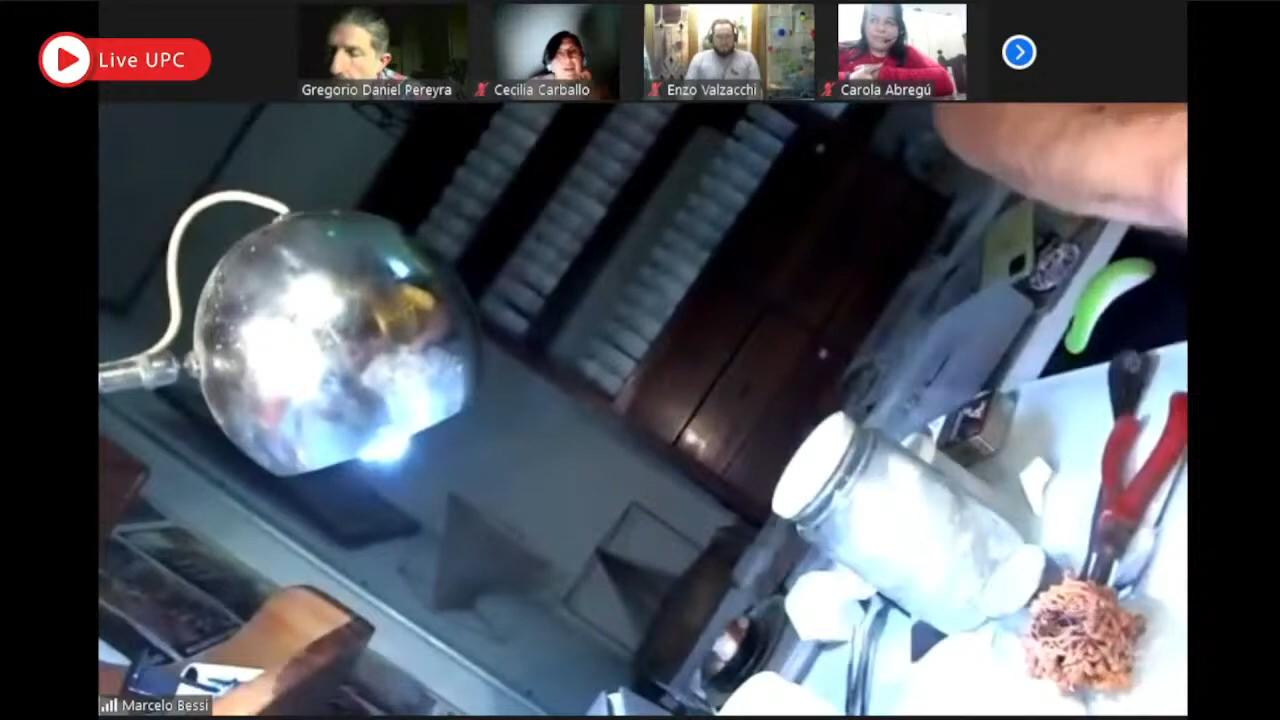 Live UPC
Gregorio Daniel Pereyra
Cecilia Carballo
Enzo Valzacchi
Carola Abregú
Marcelo Bessi